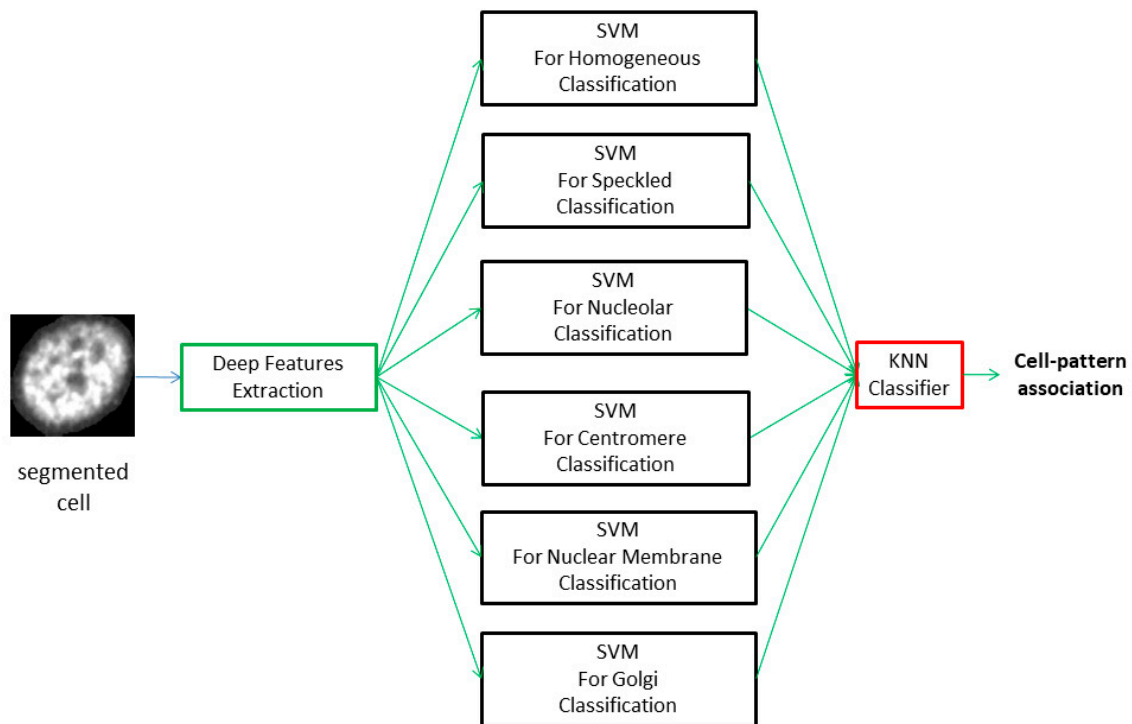 segmented
cell
Deep Features
Extraction
SVM
For Homogeneous
Classification
SVM
For Speckled
Classification
SVM
For Nucleolar
Classification
SVM
For Centromere
Classification
SVM
For Nuclear Membrane
Classification
SVM
For Golgi
Classification
KNN
Classifier
Cell-pattern
association